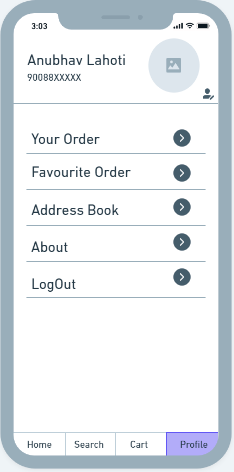 3:03
Anubhav Lahoti
90088XXXXX
Your Order
Favourite Order
Address Book
About
LogOut
Home Search Cart Profile